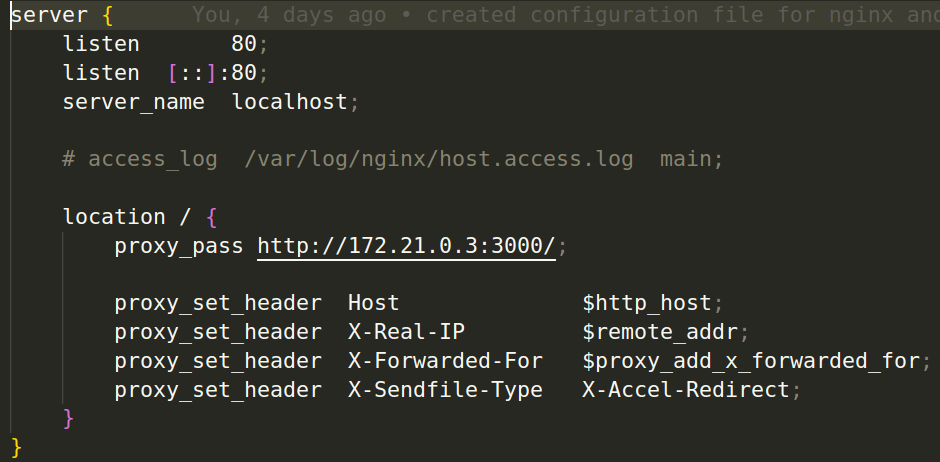 server {    You, 4 days ago • created configuration file for nginx and
    listen       80;
    listen  [::]:80;
    server_name  localhost;

    # access_log  /var/log/nginx/host.access.log  main;

    location / {
        proxy_pass http://172.21.0.3:3000/;

        proxy_set_header  Host              $http_host;
        proxy_set_header  X-Real-IP         $remote_addr;
        proxy_set_header  X-Forwarded-For   $proxy_add_x_forwarded_for;
        proxy_set_header  X-Sendfile-Type   X-Accel-Redirect;
    }
}